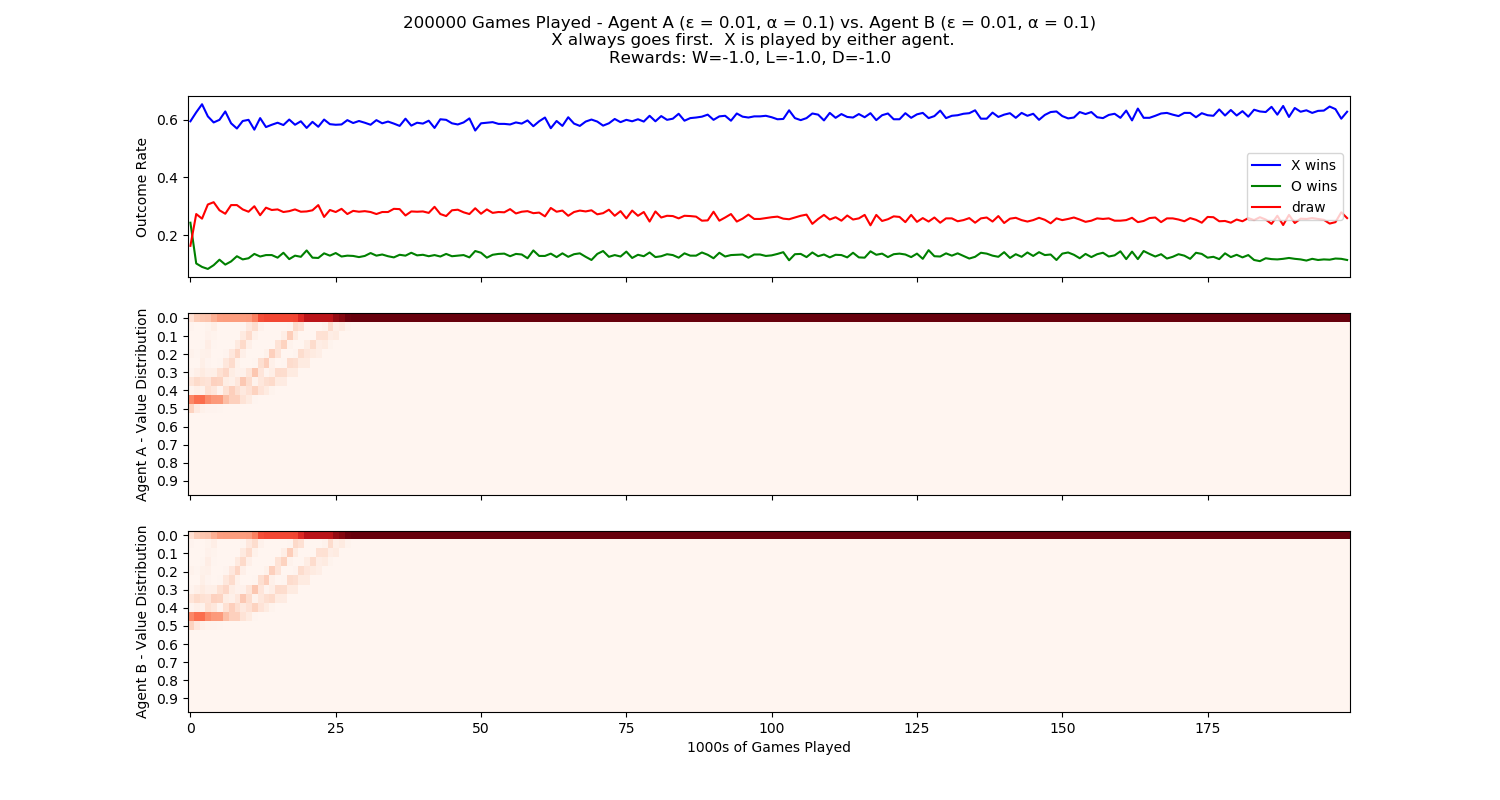 200000 Games Played - Agent A (ε = 0.01, α = 0.1) vs. Agent B (ε = 0.01, α = 0.1)
X always goes first.  X is played by either agent.
Rewards: W=-1.0, L=-1.0, D=-1.0
Outcome Rate
0.6
0.4
0.2
X wins
O wins
draw
Agent A - Value Distribution
0.0
0.1
0.2
0.3
0.4
0.5
0.6
0.7
0.8
0.9
Agent B - Value Distribution
0.0
0.1
0.2
0.3
0.4
0.5
0.6
0.7
0.8
0.9
0 25 50 75 100 125 150 175
1000s of Games Played